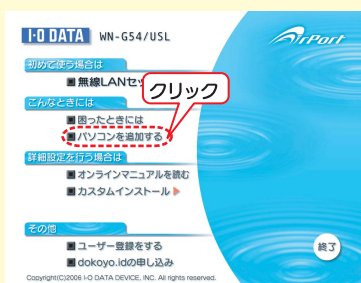 I-O DATA WN-G54/USL
AirPort
初めて使う場合は
無線LANセッ
クリック
こんなときには
困ったときには
パソコンを追加する
詳細設定を行う場合は
オンラインマニュアルを読む
カスタムインストール
その他
ユーザー登録をする
dokoyo.idの申し込み
終了
Copyright(C)2006 I-O DATA DEVICE, INC. All rights reserved.